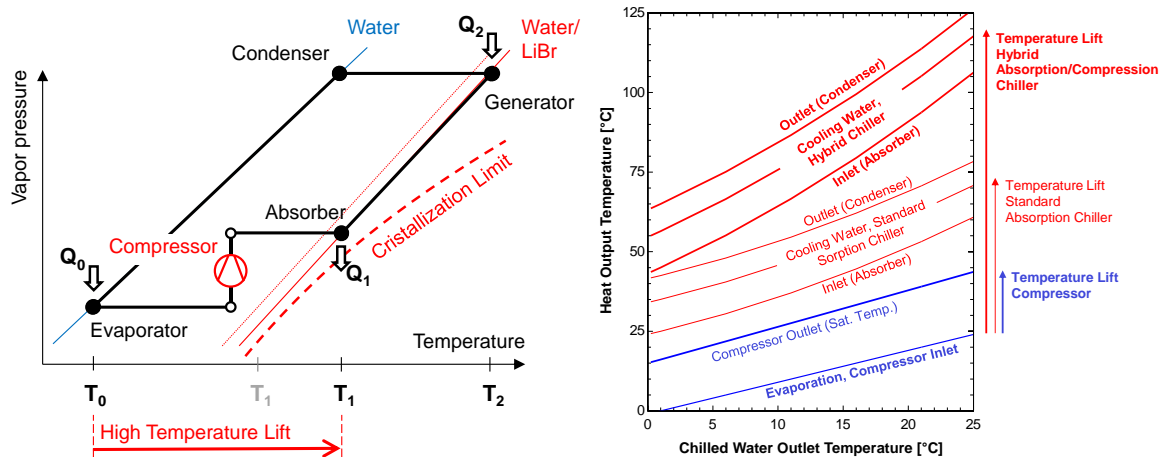 Vapor pressure
Water
Q2
Water/
LiBr
Condenser
Generator
Absorber
Compressor
Cristallization Limit
Q0
Q1
Evaporator
Temperature
T0
T1
T1
T2
High Temperature Lift
Heat Output Temperature [°C]
125
100
75
50
25
0
0
5
10
15
20
25
Chilled Water Outlet Temperature [°C]
Outlet (Condenser)
Cooling Water,
Hybrid Chiller
Inlet (Absorber)
Outlet (Condenser)
Cooling Water, Standard
Sorption Chiller
Inlet (Absorber)
Compressor Outlet (Sat. Temp.)
Evaporation, Compressor Inlet
Temperature Lift
Hybrid
Absorption/Compression
Chiller
Temperature Lift
Standard
Absorption Chiller
Temperature Lift
Compressor